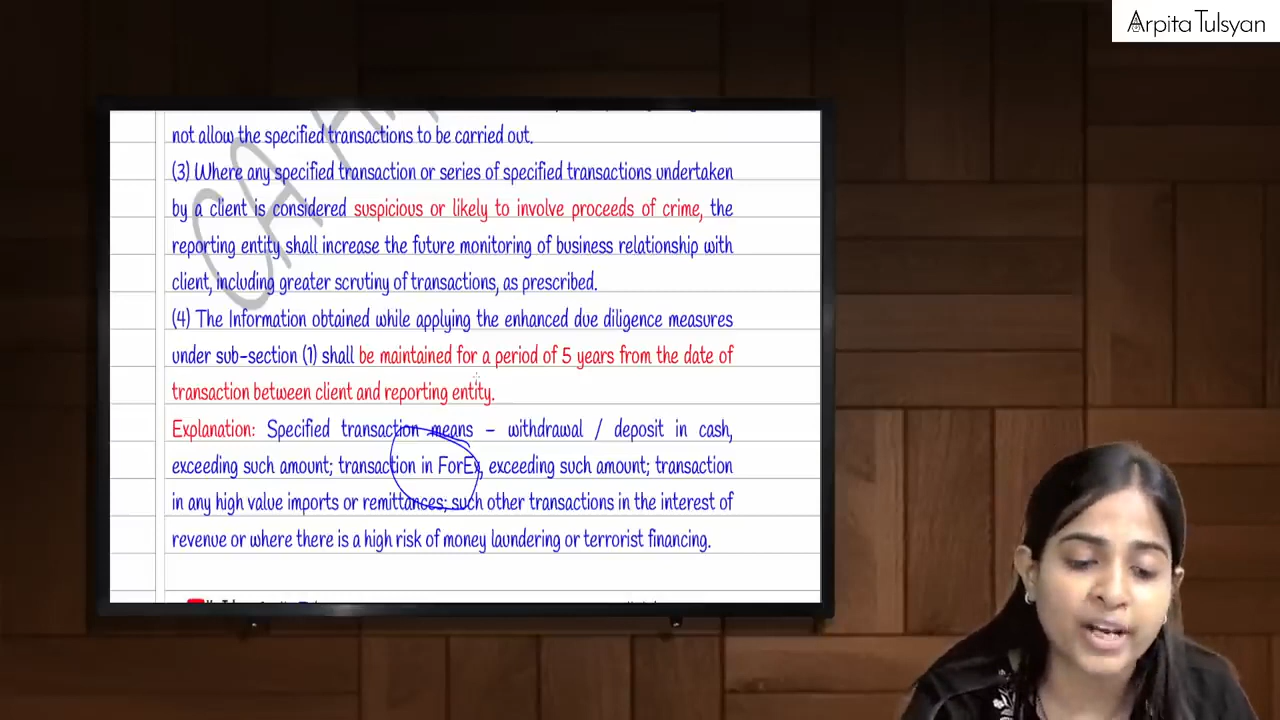 Arpita Tulsyan
not allow the specified transactions to be carried out.
(3) Where any specified transaction or series of specified transactions undertaken
by a client is considered suspicious or likely to involve proceeds of crime, the
reporting entity shall increase the future monitoring of business relationship with
client, including greater scrutiny of transactions, as prescribed.
(4) The Information obtained while applying the enhanced due diligence measures
under sub-section (1) shall be maintained for a period of 5 years from the date of
transaction between client and reporting entity.
Explanation: Specified transaction means – withdrawal / deposit in cash,
exceeding such amount; transaction in ForEx, exceeding such amount; transaction
in any high value imports or remittances; such other transactions in the interest of
revenue or where there is a high risk of money laundering or terrorist financing.
CA